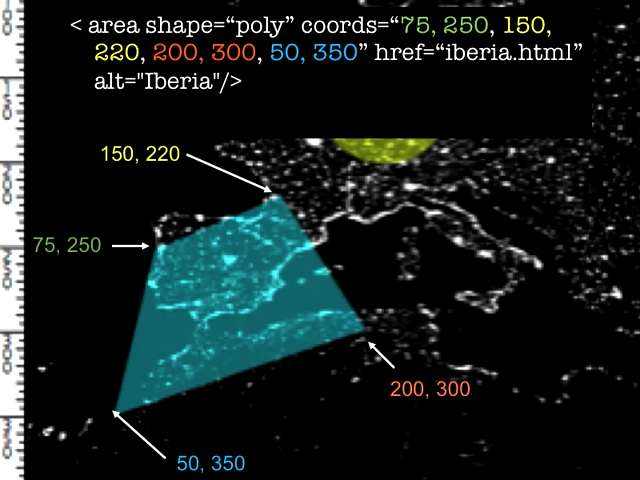 < area shape=“poly” coords=“75, 250, 150,
220, 200, 300, 50, 350” href=“iberia.html”
alt="Iberia"/>
150, 220
75, 250
200, 300
50, 350